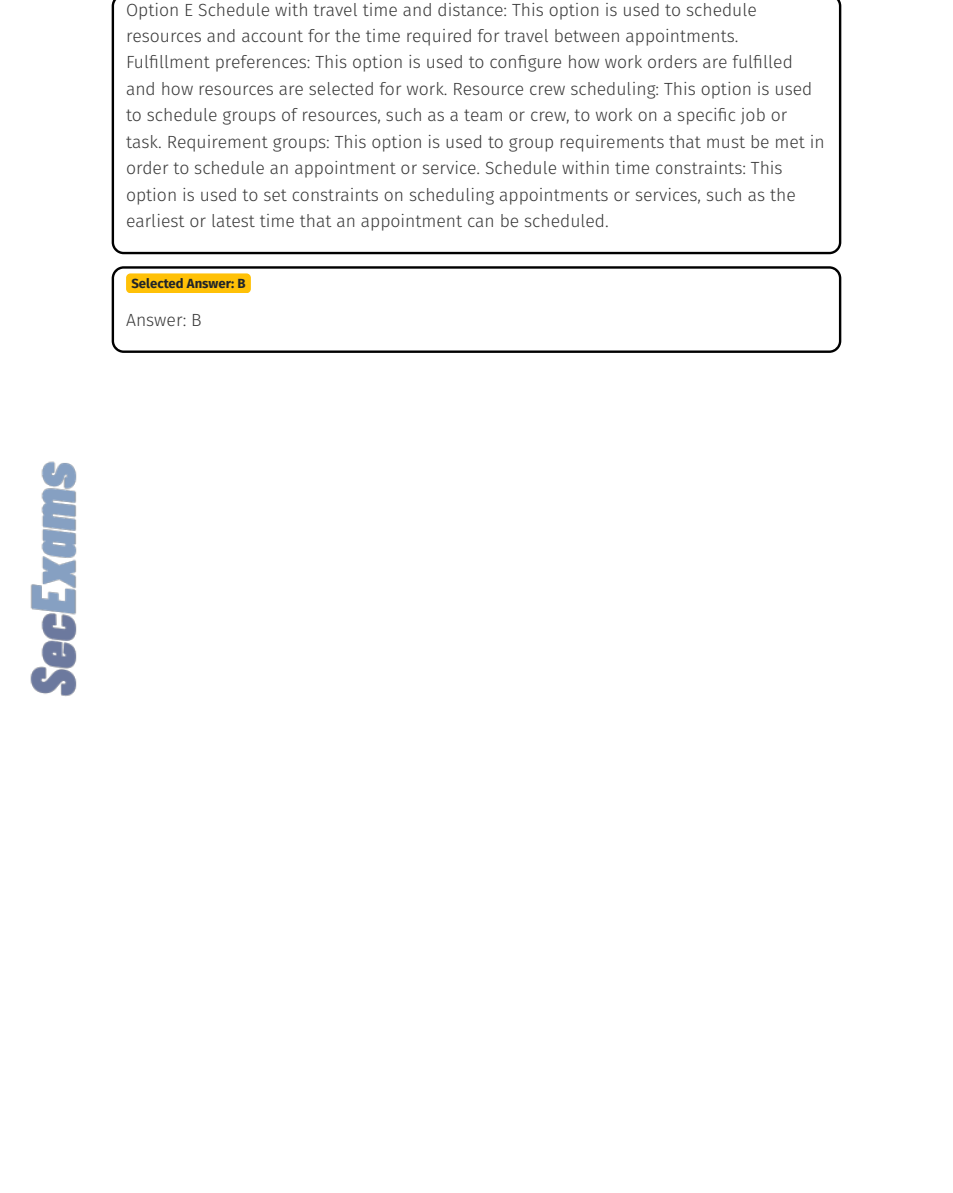 Option E Schedule with travel time and distance: This option is used to schedule
resources and account for the time required for travel between appointments.
Fulfillment preferences: This option is used to configure how work orders are fulfilled
and how resources are selected for work. Resource crew scheduling: This option is used
to schedule groups of resources, such as a team or crew, to work on a specific job or
task. Requirement groups: This option is used to group requirements that must be met in
order to schedule an appointment or service. Schedule within time constraints: This
option is used to set constraints on scheduling appointments or services, such as the
earliest or latest time that an appointment can be scheduled.
Selected Answer: B
Answer: B
SecExams